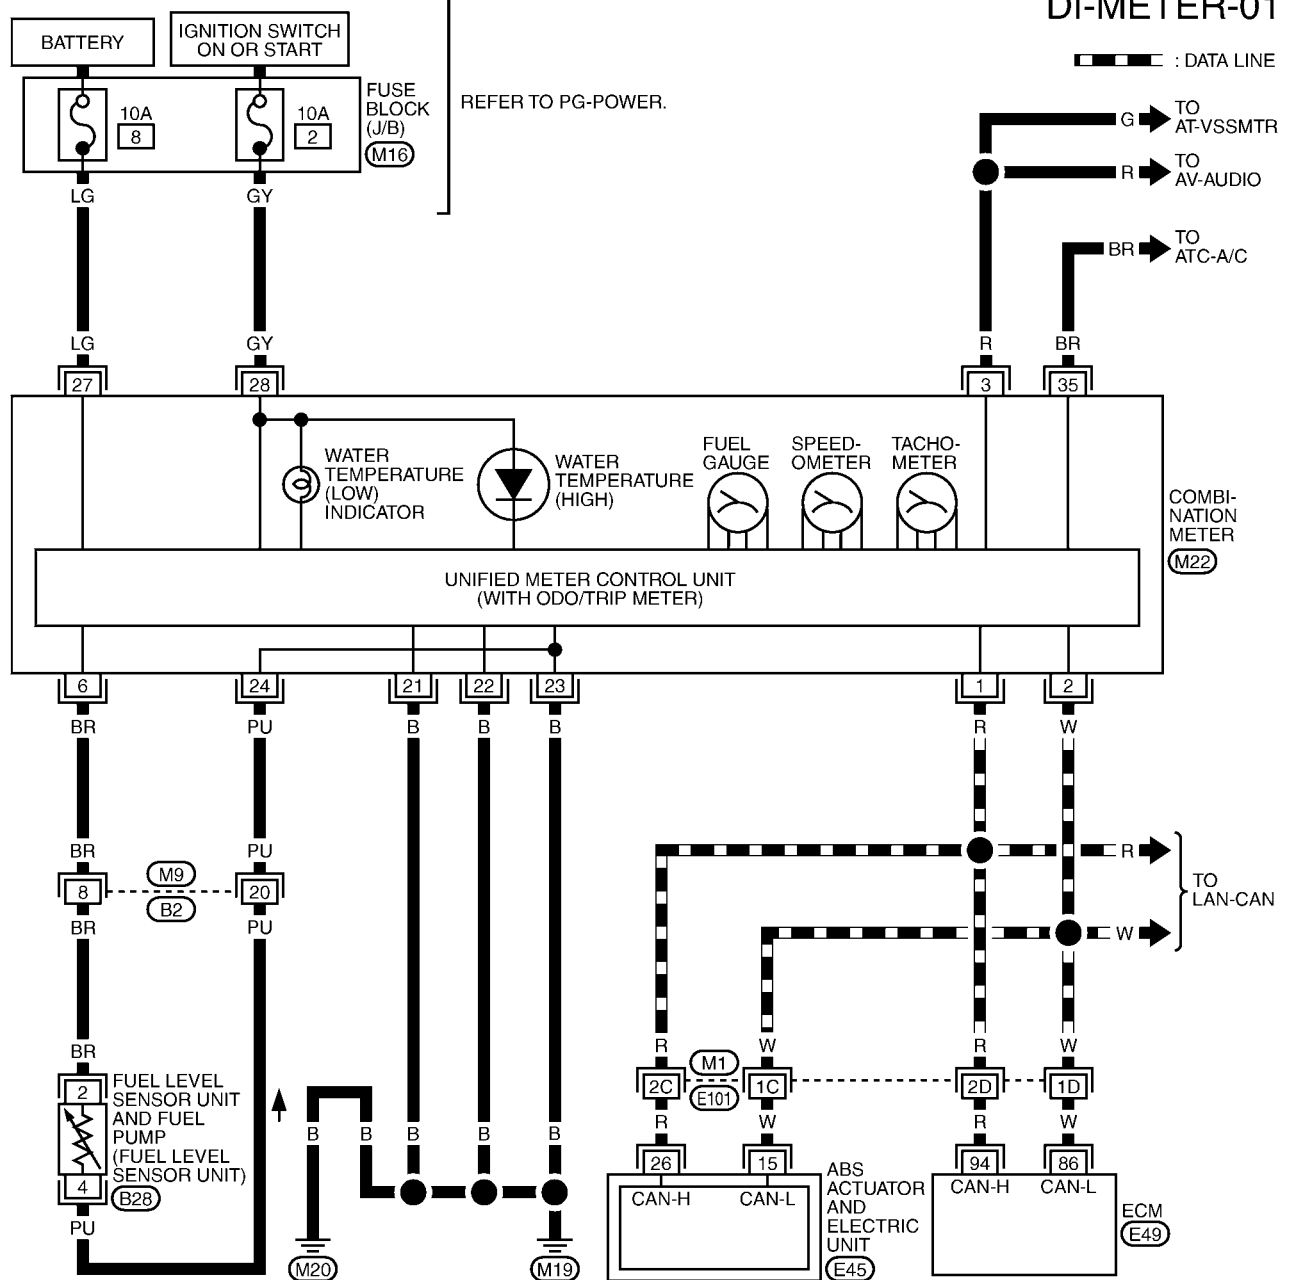 DI-METER-01
BATTERY
IGNITION SWITCH
ON OR START
: DATA LINE
10A
8
10A
2
FUSE
BLOCK
(J/B)
M16
REFER TO PG-POWER.
G
TO
AT-VSSMTR
R
TO
AV-AUDIO
BR
TO
ATC-A/C
LG
GY
LG
GY
R
BR
27
28
3
35
WATER
TEMPERATURE
(LOW)
INDICATOR
WATER
TEMPERATURE
(HIGH)
FUEL
GAUGE
SPEED-
OMETER
TACHO-
METER
COMBI-
NATION
METER
M22
UNIFIED METER CONTROL UNIT
(WITH ODO/TRIP METER)
6
24
21
22
23
1
2
BR
PU
B
B
B
R
W
BR
PU
R
8
M9
B2
20
TO
LAN-CAN
BR
PU
W
BR
R
W
R
W
2
FUEL LEVEL
SENSOR UNIT
AND FUEL
PUMP
(FUEL LEVEL
SENSOR UNIT)
4
B28
2C
M1
E101
1C
2D
1D
B
B
B
B
B
R
W
R
W
26
15
94
86
CAN-H
CAN-L
CAN-H
CAN-L
ABS
ACTUATOR
AND
ELECTRIC
UNIT
E45
ECM
E49
PU
M20
M19